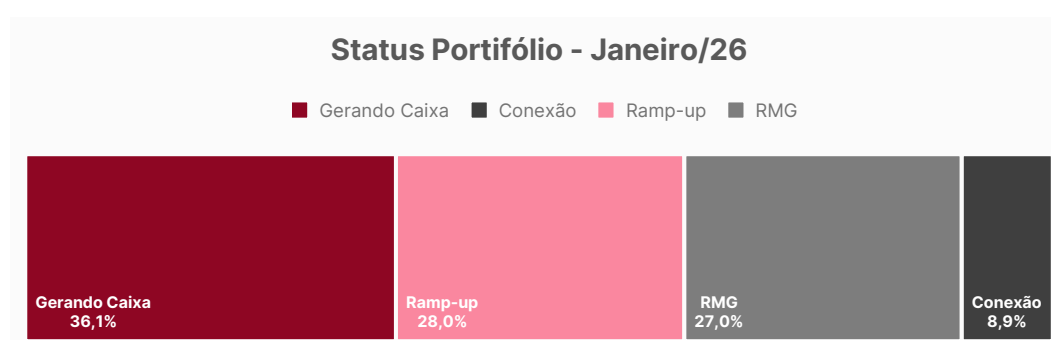 Status Portifólio - Janeiro/26
Gerando Caixa Conexão Ramp-up RMG
Gerando Caixa
36,1%
Ramp-up
28,0%
RMG
27,0%
Conexão
8,9%